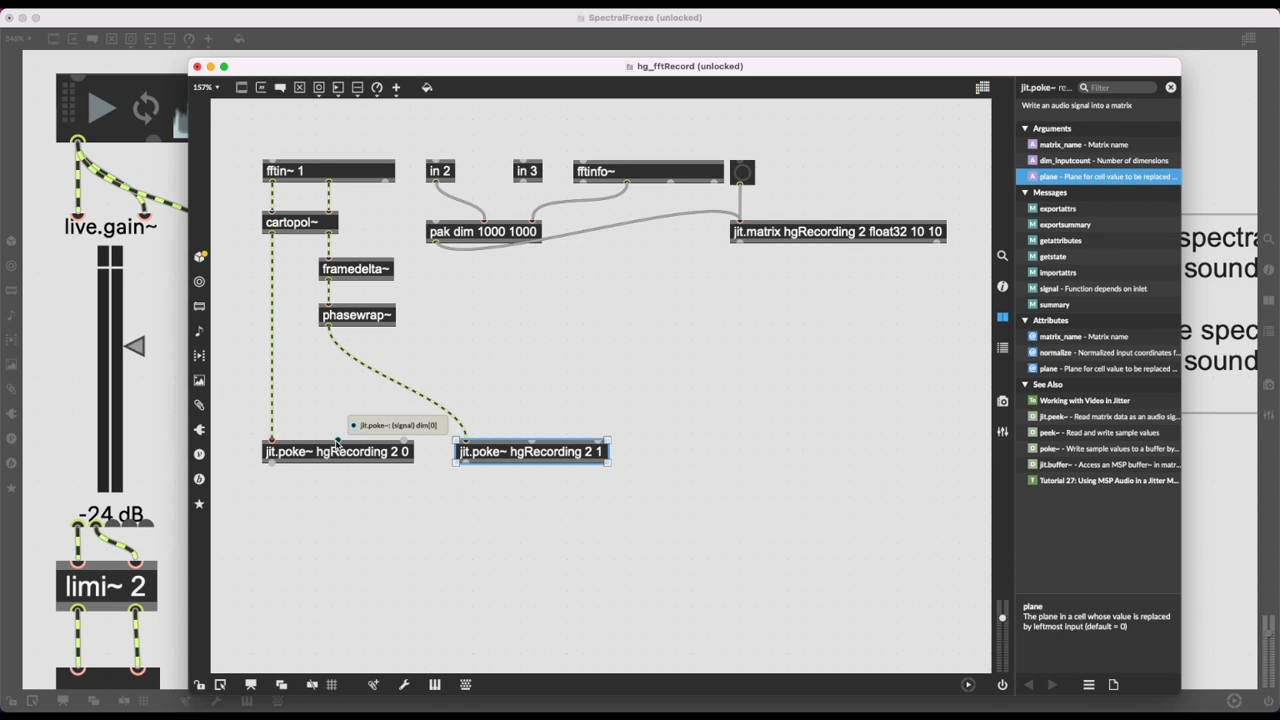 SpectralFreeze (unlocked)
346%
hg_fftRecord (unlocked)
157%
jit.poke~ re...
Filter
Write an audio signal into a matrix
Arguments
matrix_name - Matrix name
dim_inputcount - Number of dimensions
plane - Plane for cell value to be replaced ...
Messages
exportattrs
exportsummary
getattributes
getstate
importattrs
signal - Function depends on inlet
summary
Attributes
matrix_name - Matrix name
normalize - Normalized input coordinates f...
plane - Plane for cell value to be replaced ...
See Also
Working with Video in Jitter
jit.peek~ - Read matrix data as an audio sig...
peek~ - Read and write sample values
poke~ - Write sample values to a buffer by...
jit.buffer~ - Access an MSP buffer~ in matr...
Tutorial 27: Using MSP Audio in a Jitter M...
plane
The plane in a cell whose value is replaced
by leftmost input (default = 0)
fftin~ 1
in 2
in 3
fftinfo~
cartopol~
pak dim 1000 1000
jit.matrix hgRecording 2 float32 10 10
framedelta~
phasewrap~
jit.poke~: (signal) dim[0]
jit.poke~ hgRecording 2 0
jit.poke~ hgRecording 2 1
live.gain~
-24 dB
limi~ 2
spectra
sound
e spec
sound